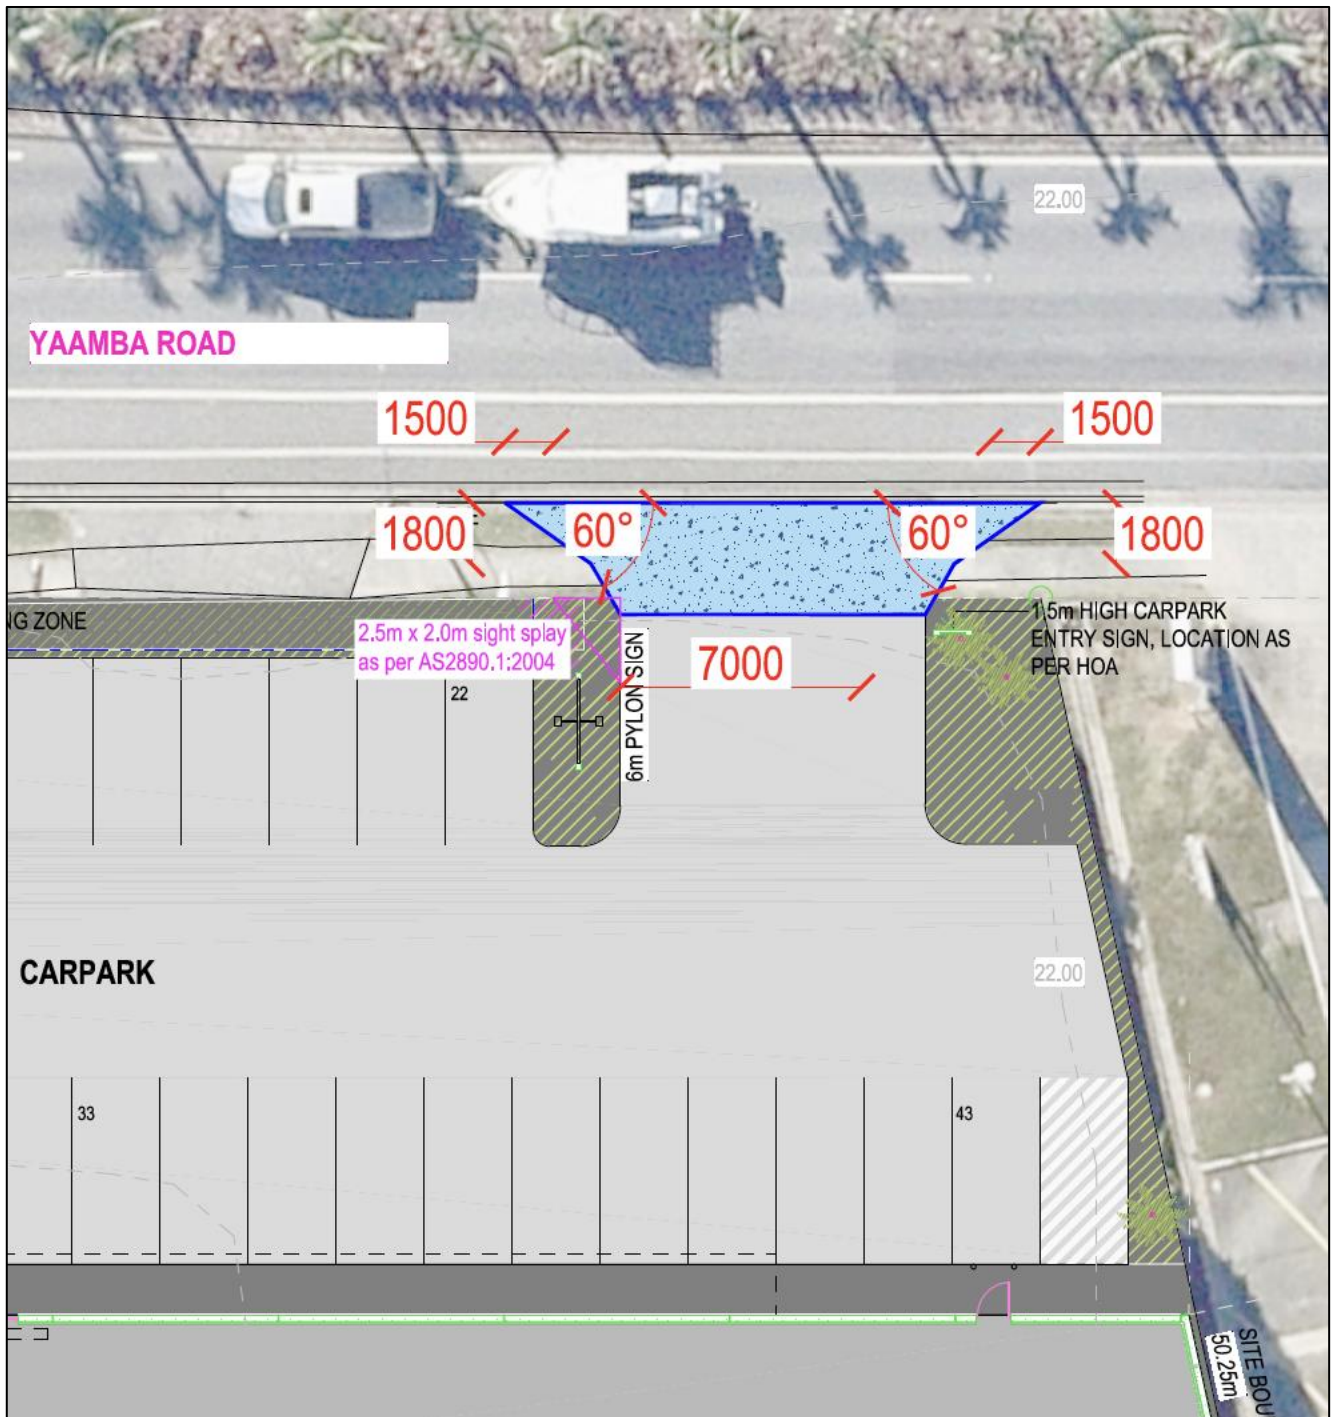 22.00
YAAMBA ROAD
1500
1500
1800
60°
60°
1800
NG ZONE
2.5m x 2.0m sight splay
as per AS2890.1:2004
6m PYLON SIGN
7000
1.5m HIGH CARPARK
ENTRY SIGN, LOCATION AS
PER HOA
22
CARPARK
22.00
33
43
SITE BOU
50.25m